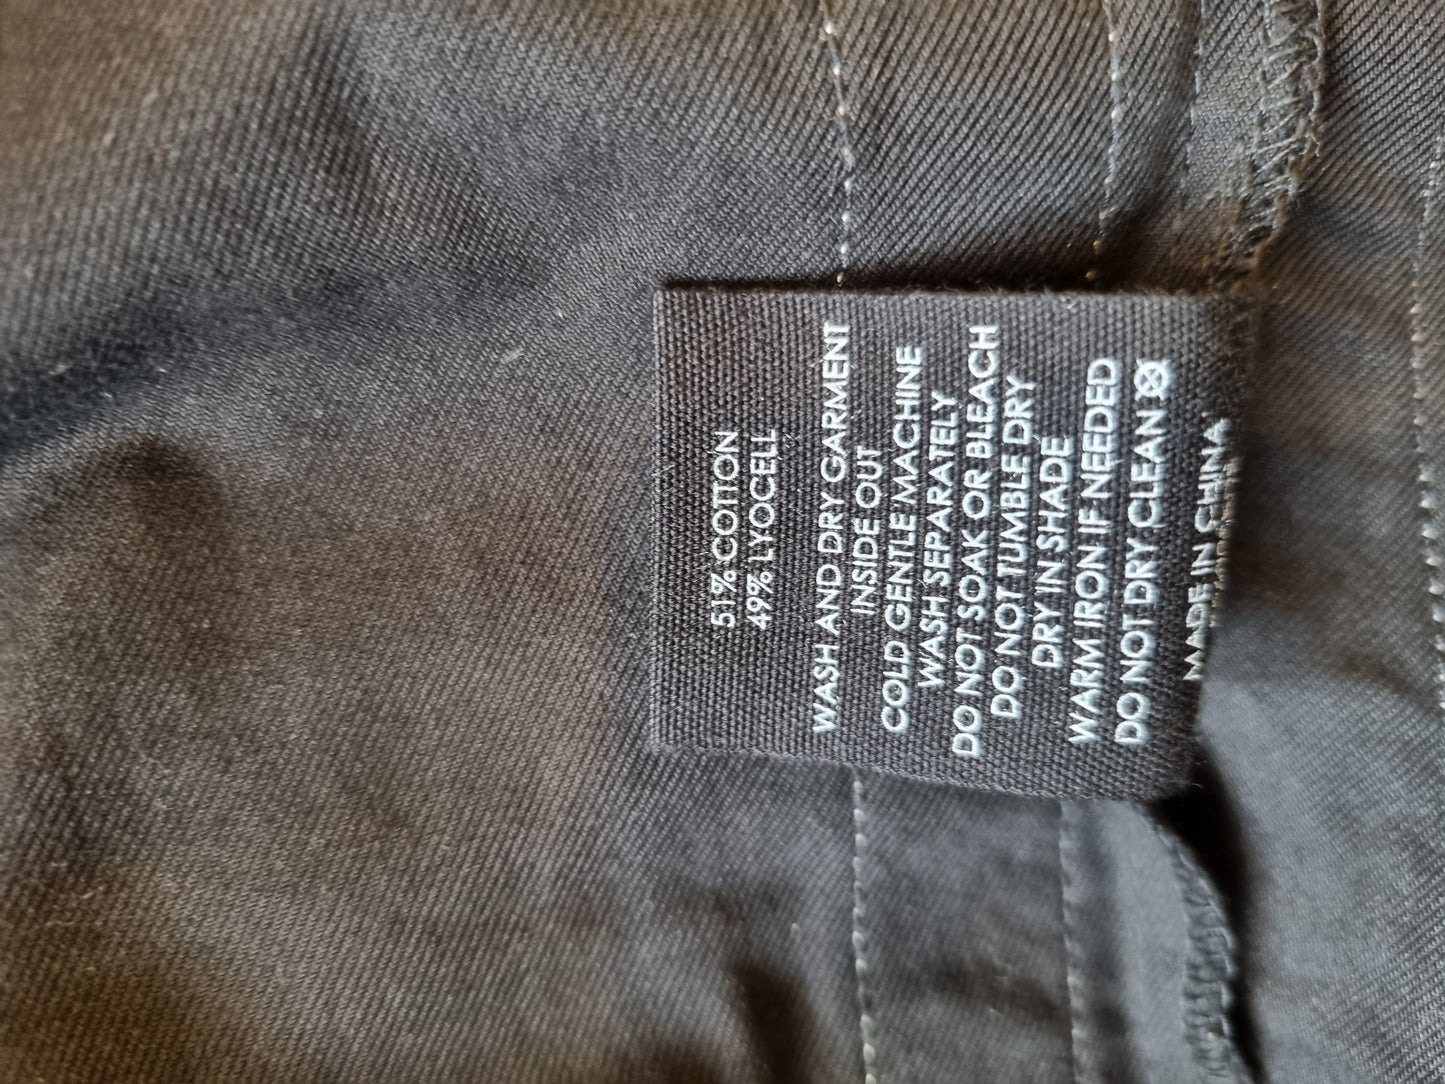 51% COTTON
49% LYOCELL
WASH AND DRY GARMENT
INSIDE OUT
COLD GENTLE MACHINE
WASH SEPARATELY
DO NOT SOAK OR BLEACH
DO NOT TUMBLE DRY
DRY IN SHADE
WARM IRON IF NEEDED
DO NOT DRY CLEAN
MADE IN CHINA